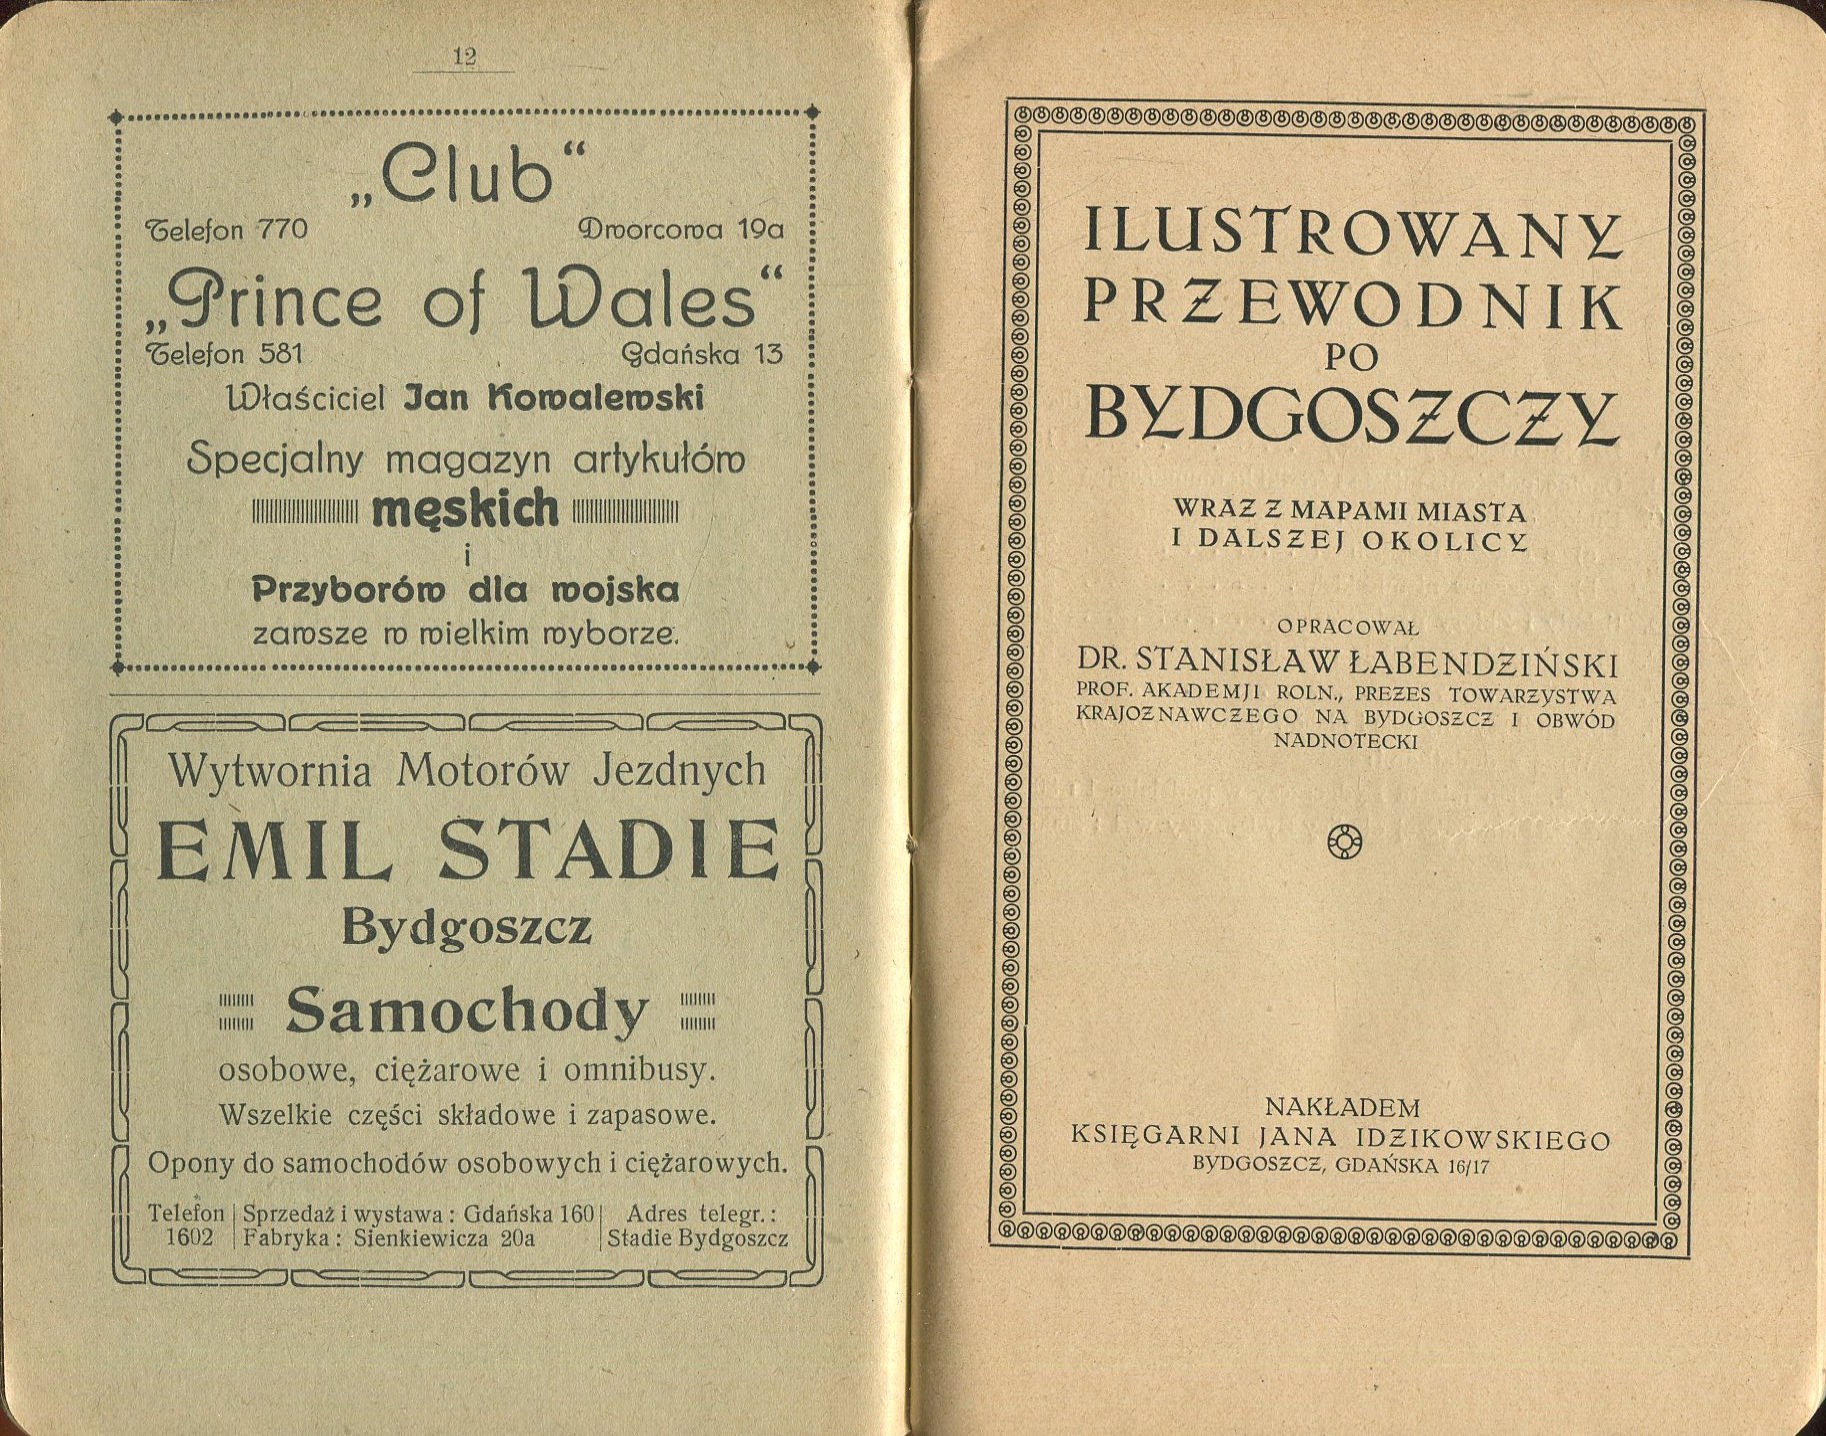 12
„Club“
Telefon 770 Dworcowa 19a
„Prince of Wales“
Telefon 581 Gdańska 13
Właściciel Jan Kowalewski
Specjalny magazyn artykułów
męskich
i
Przyborów dla wojska
zawsze w wielkim wyborze.
Wytwornia Motorów Jezdnych
EMIL STADIE
Bydgoszcz
Samochody
osobowe, ciężarowe i omnibusy.
Wszelkie części składowe i zapasowe.
Opony do samochodów osobowych i ciężarowych.
Telefon Sprzedaż i wystawa : Gdańska 160 Adres telegr. :
1602 Fabryka : Sienkiewicza 20a Stadie Bydgoszcz
ILUSTROWANY
PRZEWODNIK
PO
BYDGOSZCZY
WRAZ Z MAPAMI MIASTA
I DALSZEJ OKOLICY
OPRACOWAŁ
DR. STANISŁAW ŁABENDZIŃSKI
PROF. AKADEMJI ROLN., PREZES TOWARZYSTWA
KRAJOZNAWCZEGO NA BYDGOSZCZ I OBWÓD
NADNOTECKI
NAKŁADEM
KSIĘGARNI JANA IDZIKOWSKIEGO
BYDGOSZCZ, GDAŃSKA 16/17